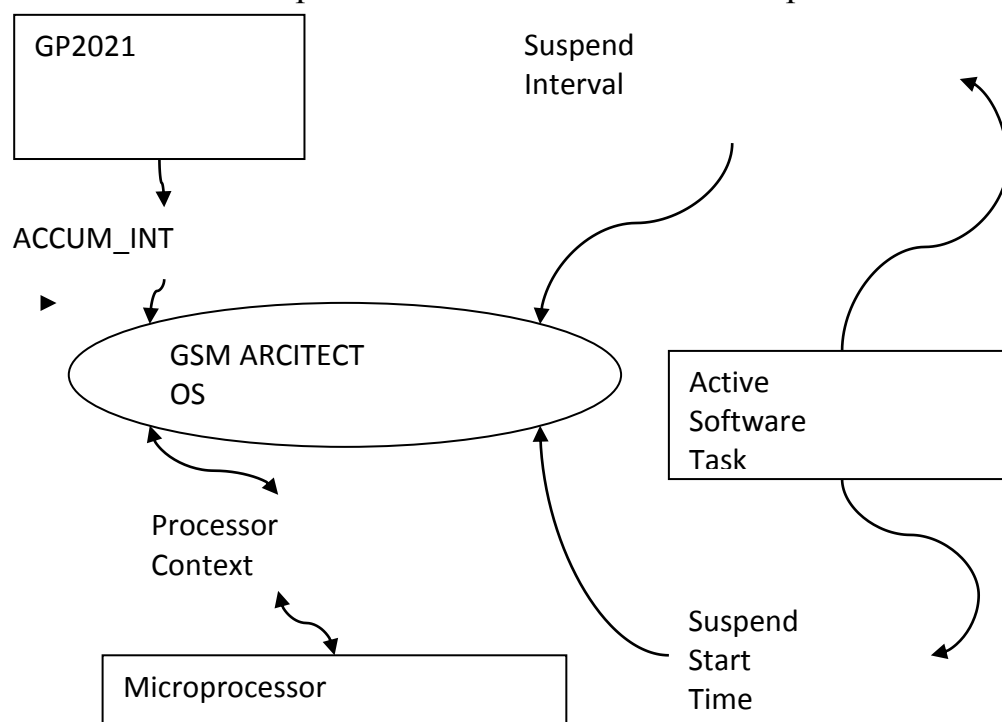 GP2021
Suspend
Interval
ACCUM_INT
GSM ARCITECT
OS
Active
Software
Task
Processor
Context
Suspend
Start
Time
Microprocessor